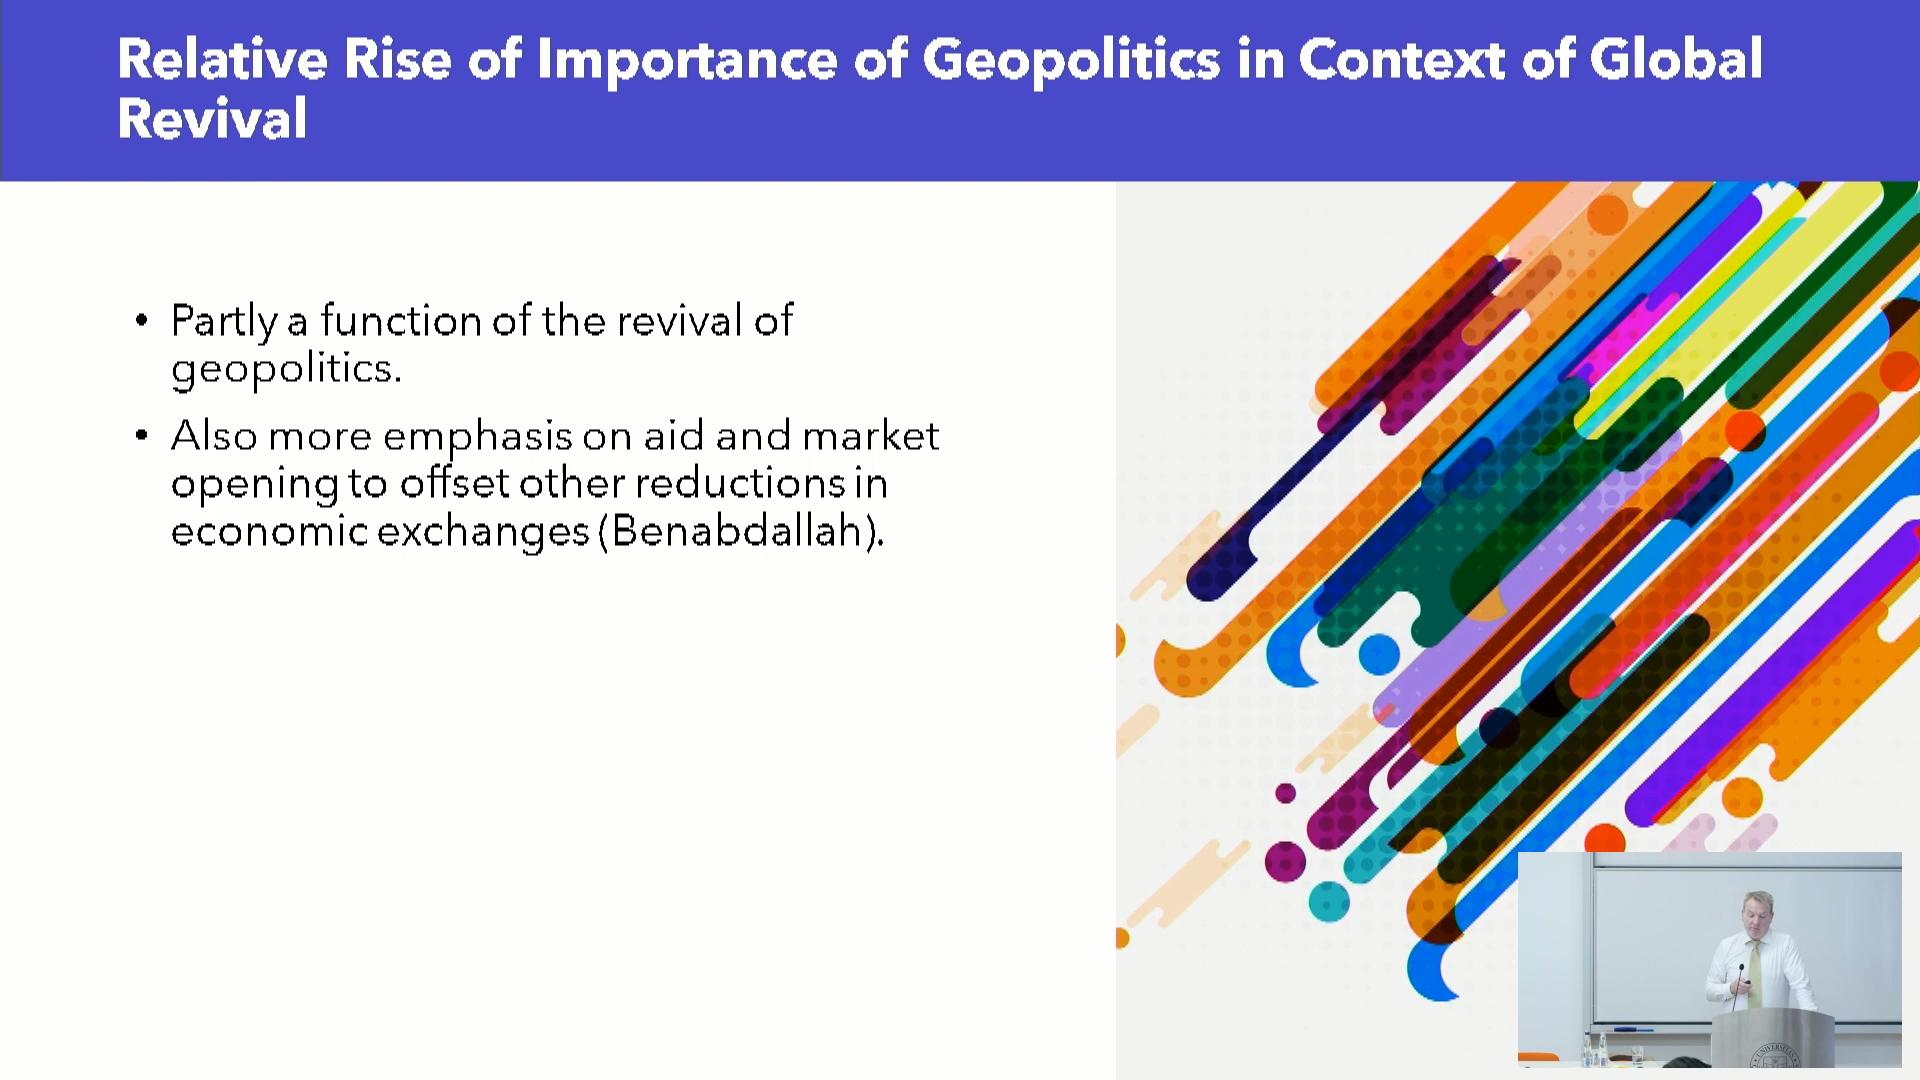 Relative Rise of Importance of Geopolitics in Context of Global
Revival
• Partly a function of the revival of
geopolitics.
• Also more emphasis on aid and market
opening to offset other reductions in
economic exchanges (Benabdallah).